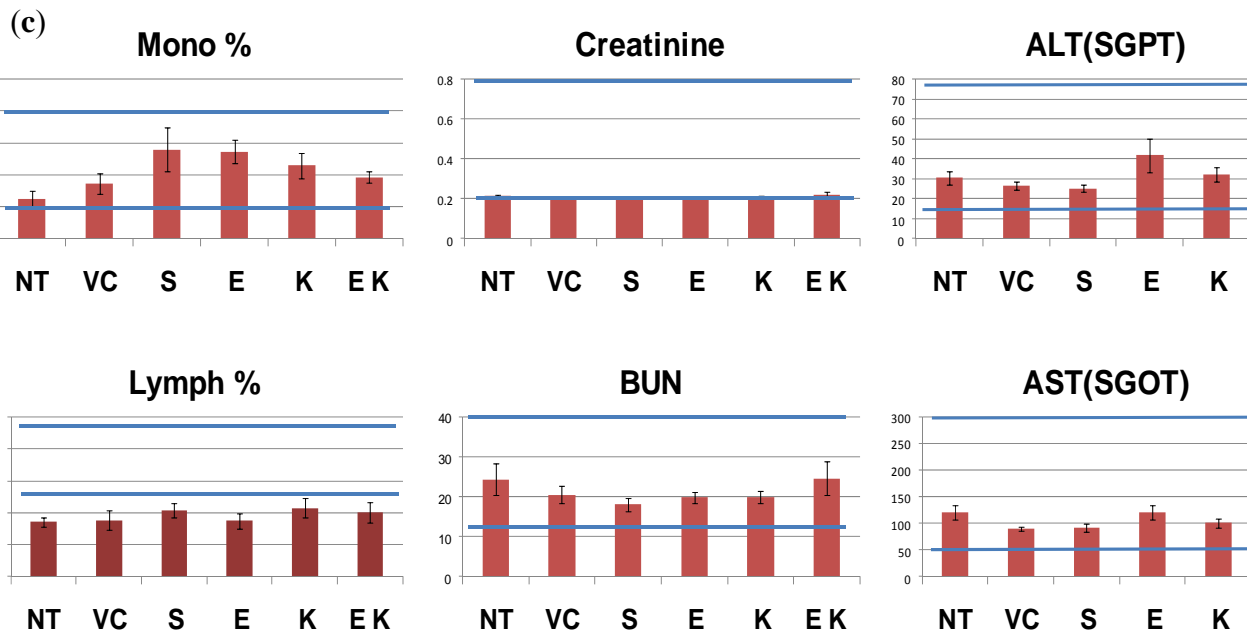 (c)
Mono %
NT VC S E K E K
Creatinine
0.8
0.6
0.4
0.2
0
NT VC S E K E K
ALT(SGPT)
80
70
60
50
40
30
20
10
0
NT VC S E K
Lymph %
NT VC S E K E K
BUN
40
30
20
10
0
NT VC S E K E K
AST(SGOT)
300
250
200
150
100
50
0
NT VC S E K